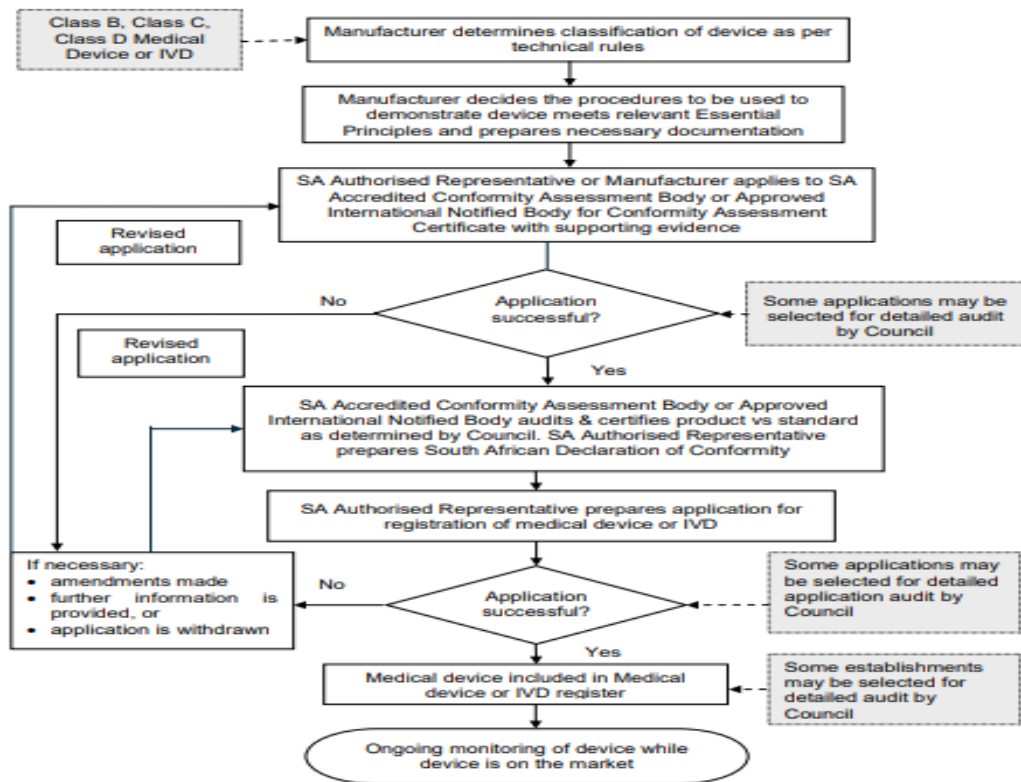 Class B, Class C,
Class D Medical
Device or IVD
Manufacturer determines classification of device as per
technical rules
Manufacturer decides the procedures to be used to
demonstrate device meets relevant Essential
Principles and prepares necessary documentation
SA Authorised Representative or Manufacturer applies to SA
Accredited Conformity Assessment Body or Approved
International Notified Body for Conformity Assessment
Certificate with supporting evidence
Revised
application
No
Application
successful?
Some applications may be
selected for detailed audit
by Council
Revised
application
Yes
SA Accredited Conformity Assessment Body or Approved
International Notified Body audits & certifies product vs standard
as determined by Council. SA Authorised Representative
prepares South African Declaration of Conformity
SA Authorised Representative prepares application for
registration of medical device or IVD
If necessary:
• amendments made
• further information is
provided, or
• application is withdrawn
No
Application
successful?
Some applications may
be selected for detailed
application audit by
Council
Yes
Medical device included in Medical
device or IVD register
Some establishments
may be selected for
detailed audit by
Council
Ongoing monitoring of device while
device is on the market